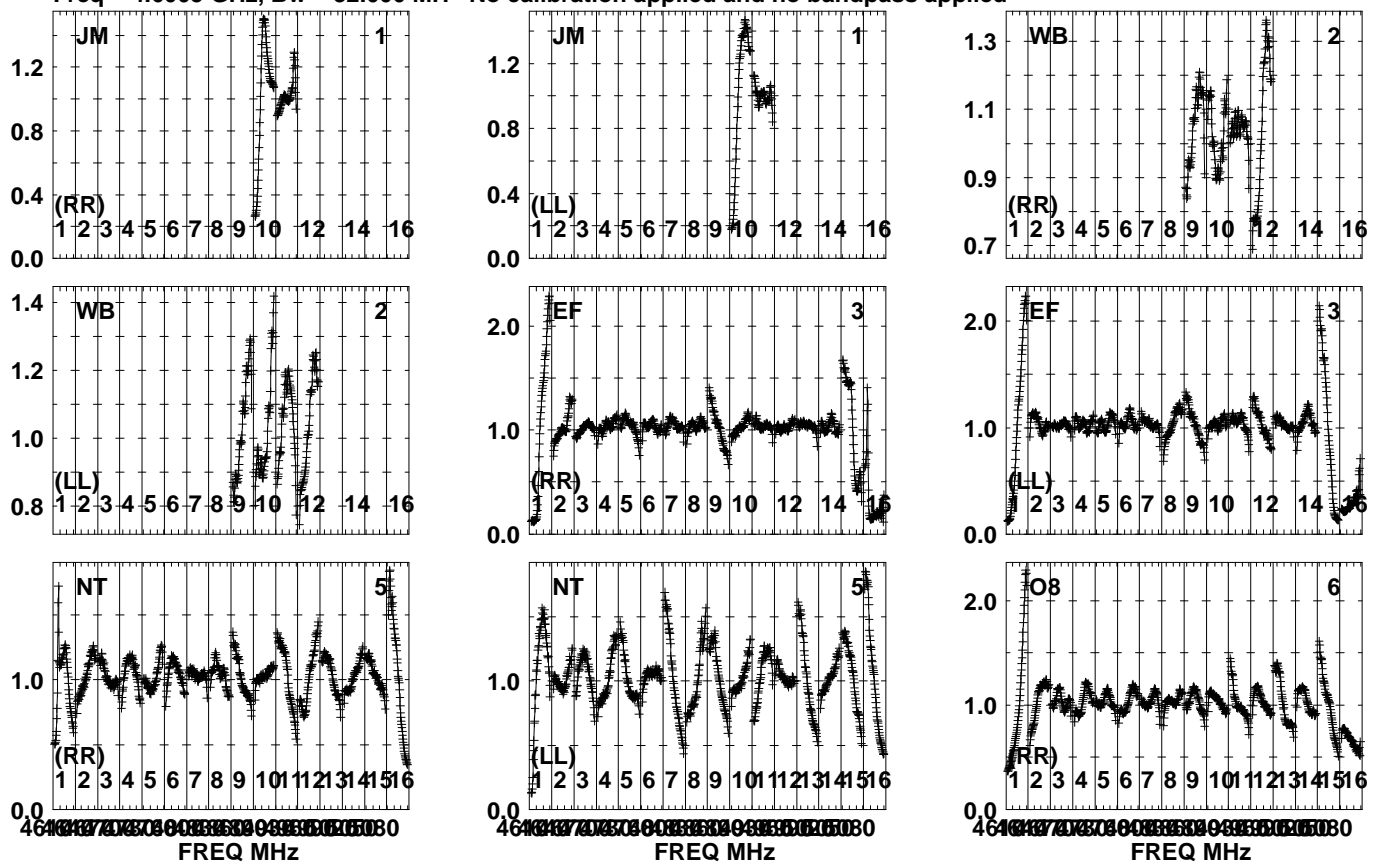 No calibration applied and no bandpass applied
JM 1
1.2
0.8
0.4
0.0
(RR)
1 2 3 4 5 6 7 8 9 10 12 14 16
JM 1
1.2
0.8
0.4
0.0
(LL)
1 2 3 4 5 6 7 8 9 10 12 14 16
WB 2
1.3
1.1
0.9
0.7
(RR)
1 2 3 4 5 6 7 8 9 10 12 14 16
WB 2
1.4
1.2
1.0
0.8
(LL)
1 2 3 4 5 6 7 8 9 10 12 14 16
EF 3
2.0
1.0
0.0
(RR)
1 2 3 4 5 6 7 8 9 10 12 14 16
EF 3
2.0
1.0
0.0
(LL)
1 2 3 4 5 6 7 8 9 10 12 14 16
NT 5
1.0
0.0
(RR)
1 2 3 4 5 6 7 8 9 10 11 12 13 15 16
FREQ MHz
NT 5
1.0
0.0
(LL)
1 2 3 4 5 6 7 8 9 10 11 12 13 15 16
FREQ MHz
O8 6
2.0
1.0
0.0
(RR)
1 2 3 4 5 6 7 8 9 10 11 12 13 14 15 16
FREQ MHz